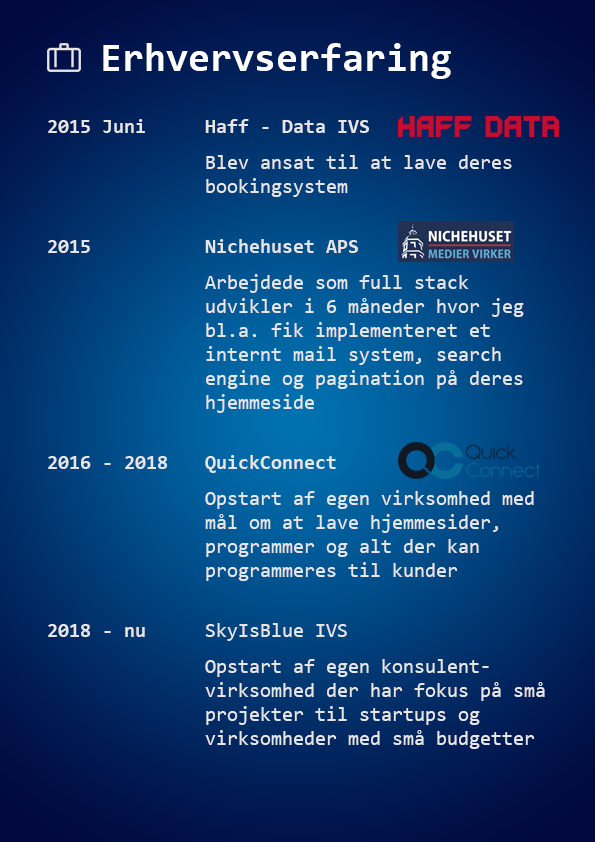 Erhvervserfaring
2015 Juni Haff - Data IVS HAFF DATA
Blev ansat til at lave deres
bookingsystem
2015 Nichehuset APS NICHEHUSET
MEDIER VIRKER
Arbejdede som full stack
udvikler i 6 måneder hvor jeg
bl.a. fik implementeret et
internt mail system, search
engine og pagination på deres
hjemmeside
2016 - 2018 QuickConnect QC Quick
Connect
Opstart af egen virksomhed med
mål om at lave hjemmesider,
programmer og alt der kan
programmeres til kunder
2018 - nu SkyIsBlue IVS
Opstart af egen konsulent-
virksomhed der har fokus på små
projekter til startups og
virksomheder med små budgetter